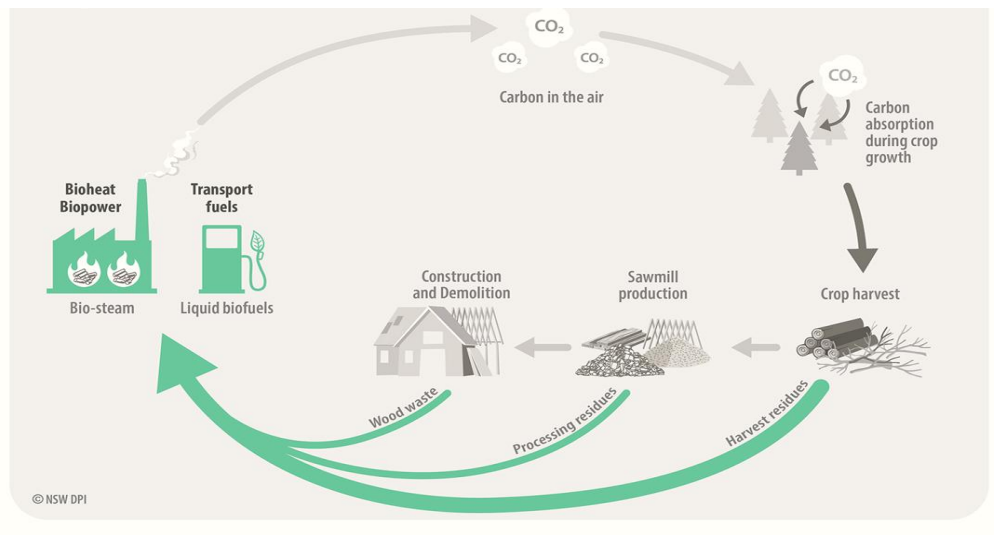 CO₂
CO₂
CO₂
Carbon in the air
CO₂
Carbon
absorption
during crop
growth
Bioheat
Biopower
Transport
fuels
Bio-steam
Liquid biofuels
Construction
and Demolition
Sawmill
production
Crop harvest
Wood waste
Processing residues
Harvest residues
© NSW DPI